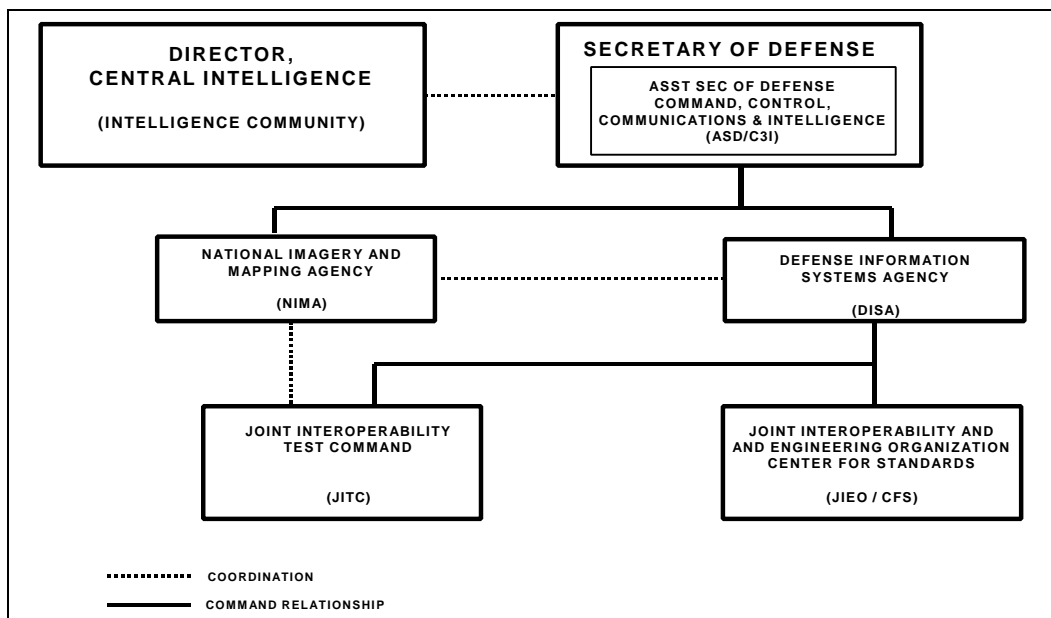 DIRECTOR,
CENTRAL INTELLIGENCE
(INTELLIGENCE COMMUNITY)
SECRETARY OF DEFENSE
ASST SEC OF DEFENSE
COMMAND, CONTROL,
COMMUNICATIONS & INTELLIGENCE
(ASD/C3I)
NATIONAL IMAGERY AND
MAPPING AGENCY
(NIMA)
DEFENSE INFORMATION
SYSTEMS AGENCY
(DISA)
JOINT INTEROPERABILITY
TEST COMMAND
(JITC)
JOINT INTEROPERABILITY AND
AND ENGINEERING ORGANIZATION
CENTER FOR STANDARDS
(JIEO / CFS)
COORDINATION
COMMAND RELATIONSHIP